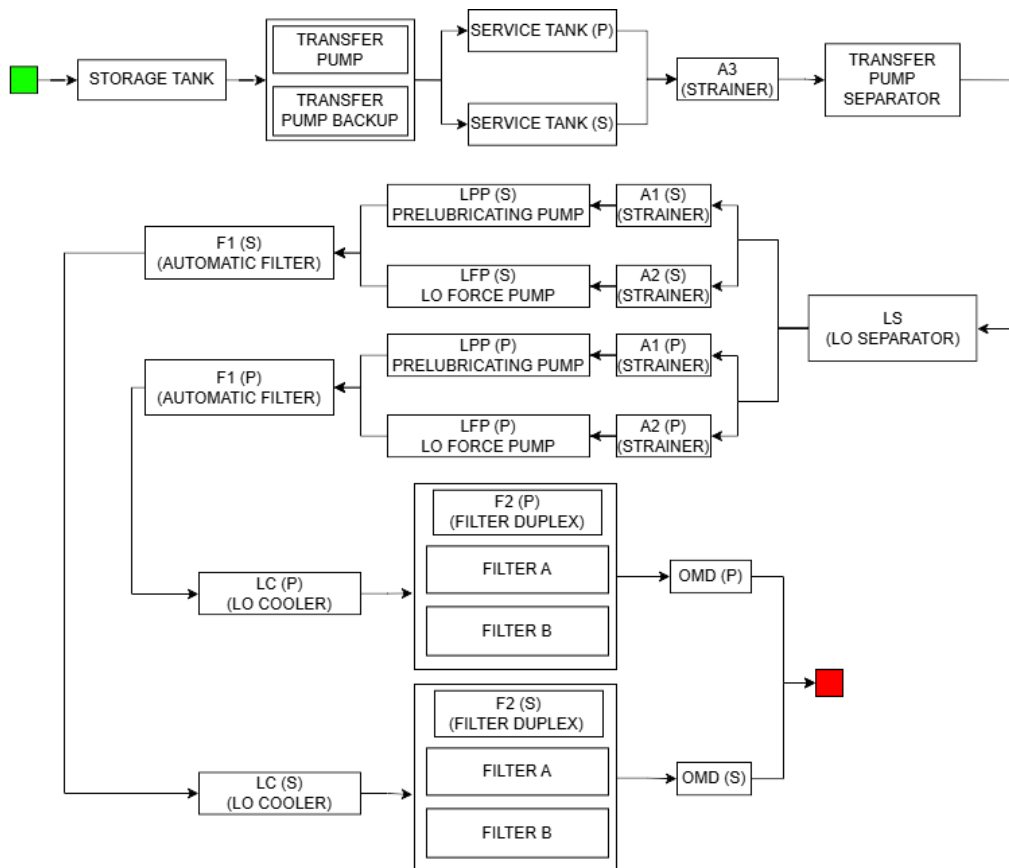 STORAGE TANK
TRANSFER
PUMP
TRANSFER
PUMP BACKUP
SERVICE TANK (P)
SERVICE TANK (S)
A3
(STRAINER)
TRANSFER
PUMP
SEPARATOR
LPP (S)
PRELUBRICATING PUMP
A1 (S)
(STRAINER)
F1 (S)
(AUTOMATIC FILTER)
LFP (S)
LO FORCE PUMP
A2 (S)
(STRAINER)
LS
(LO SEPARATOR)
LPP (P)
PRELUBRICATING PUMP
A1 (P)
(STRAINER)
F1 (P)
(AUTOMATIC FILTER)
LFP (P)
LO FORCE PUMP
A2 (P)
(STRAINER)
F2 (P)
(FILTER DUPLEX)
FILTER A
FILTER B
LC (P)
(LO COOLER)
OMD (P)
F2 (S)
(FILTER DUPLEX)
FILTER A
FILTER B
LC (S)
(LO COOLER)
OMD (S)